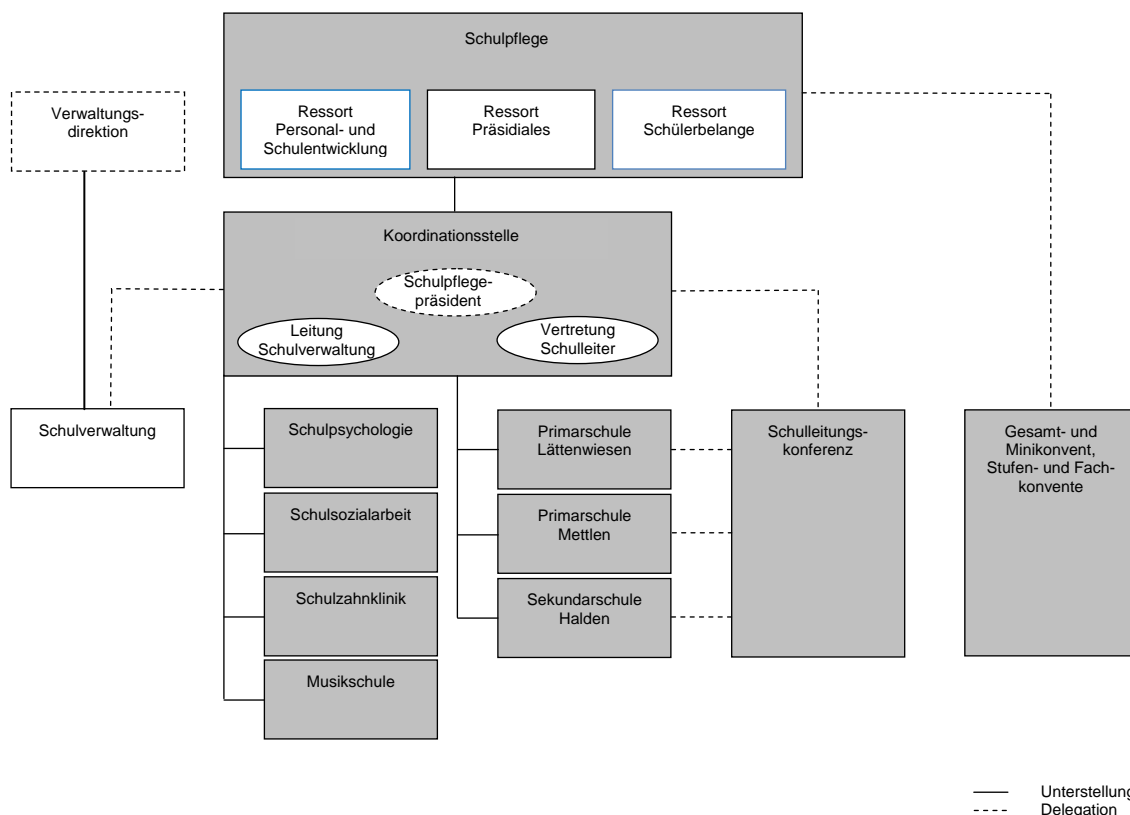 Schulpflege
Verwaltungs-
direktion
Ressort
Personal- und
Schulentwicklung
Ressort
Präsidiales
Ressort
Schülerbelange
Koordinationsstelle
Schulpflege-
präsident
Leitung
Schulverwaltung
Vertretung
Schulleiter
Schulverwaltung
Schulpsychologie
Schulsozialarbeit
Schulzahnklinik
Musikschule
Primarschule
Lättenwiesen
Primarschule
Mettlen
Sekundarschule
Halden
Schulleitungs-
konferenz
Gesamt- und
Minikonvent,
Stufen- und Fach-
konvente
Unterstellung
Delegation